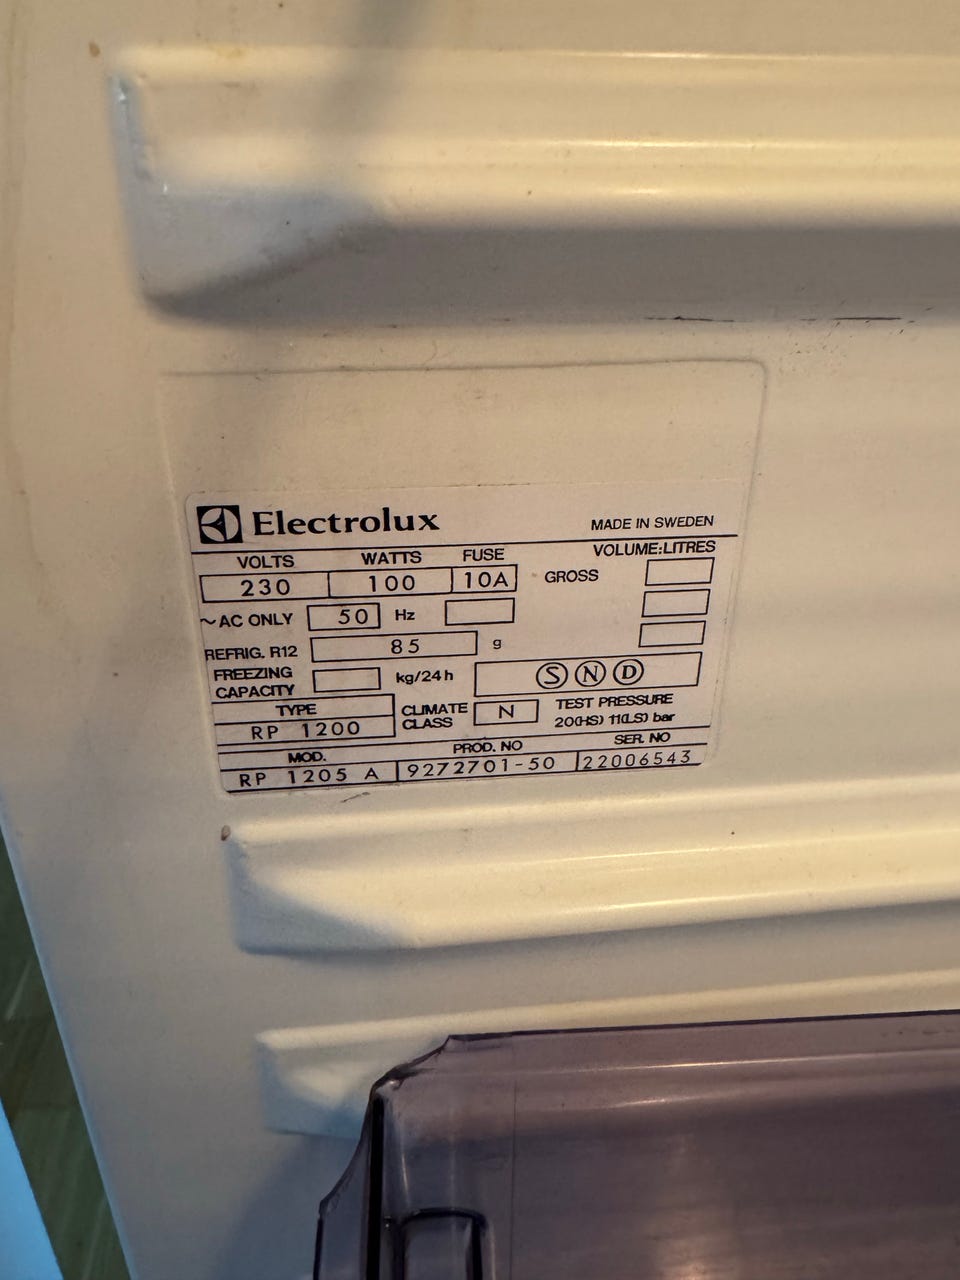 Electrolux MADE IN SWEDEN
VOLTS WATTS FUSE VOLUME:LITRES
230 100 10A GROSS
~AC ONLY 50 Hz
REFRIG. R12 85 g
FREEZING CAPACITY kg/24h S N D
TYPE CLIMATE CLASS N TEST PRESSURE
RP 1200 20(HS) 11(LS) bar
MOD. PROD. NO SER. NO
RP 1205 A 9272701-50 22006543